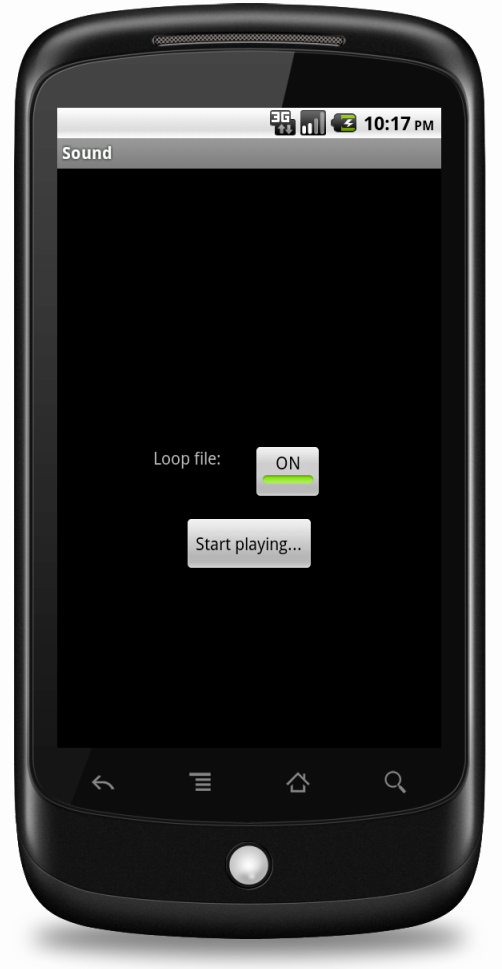 3G 10:17 PM
Sound
Loop file: ON
Start playing...